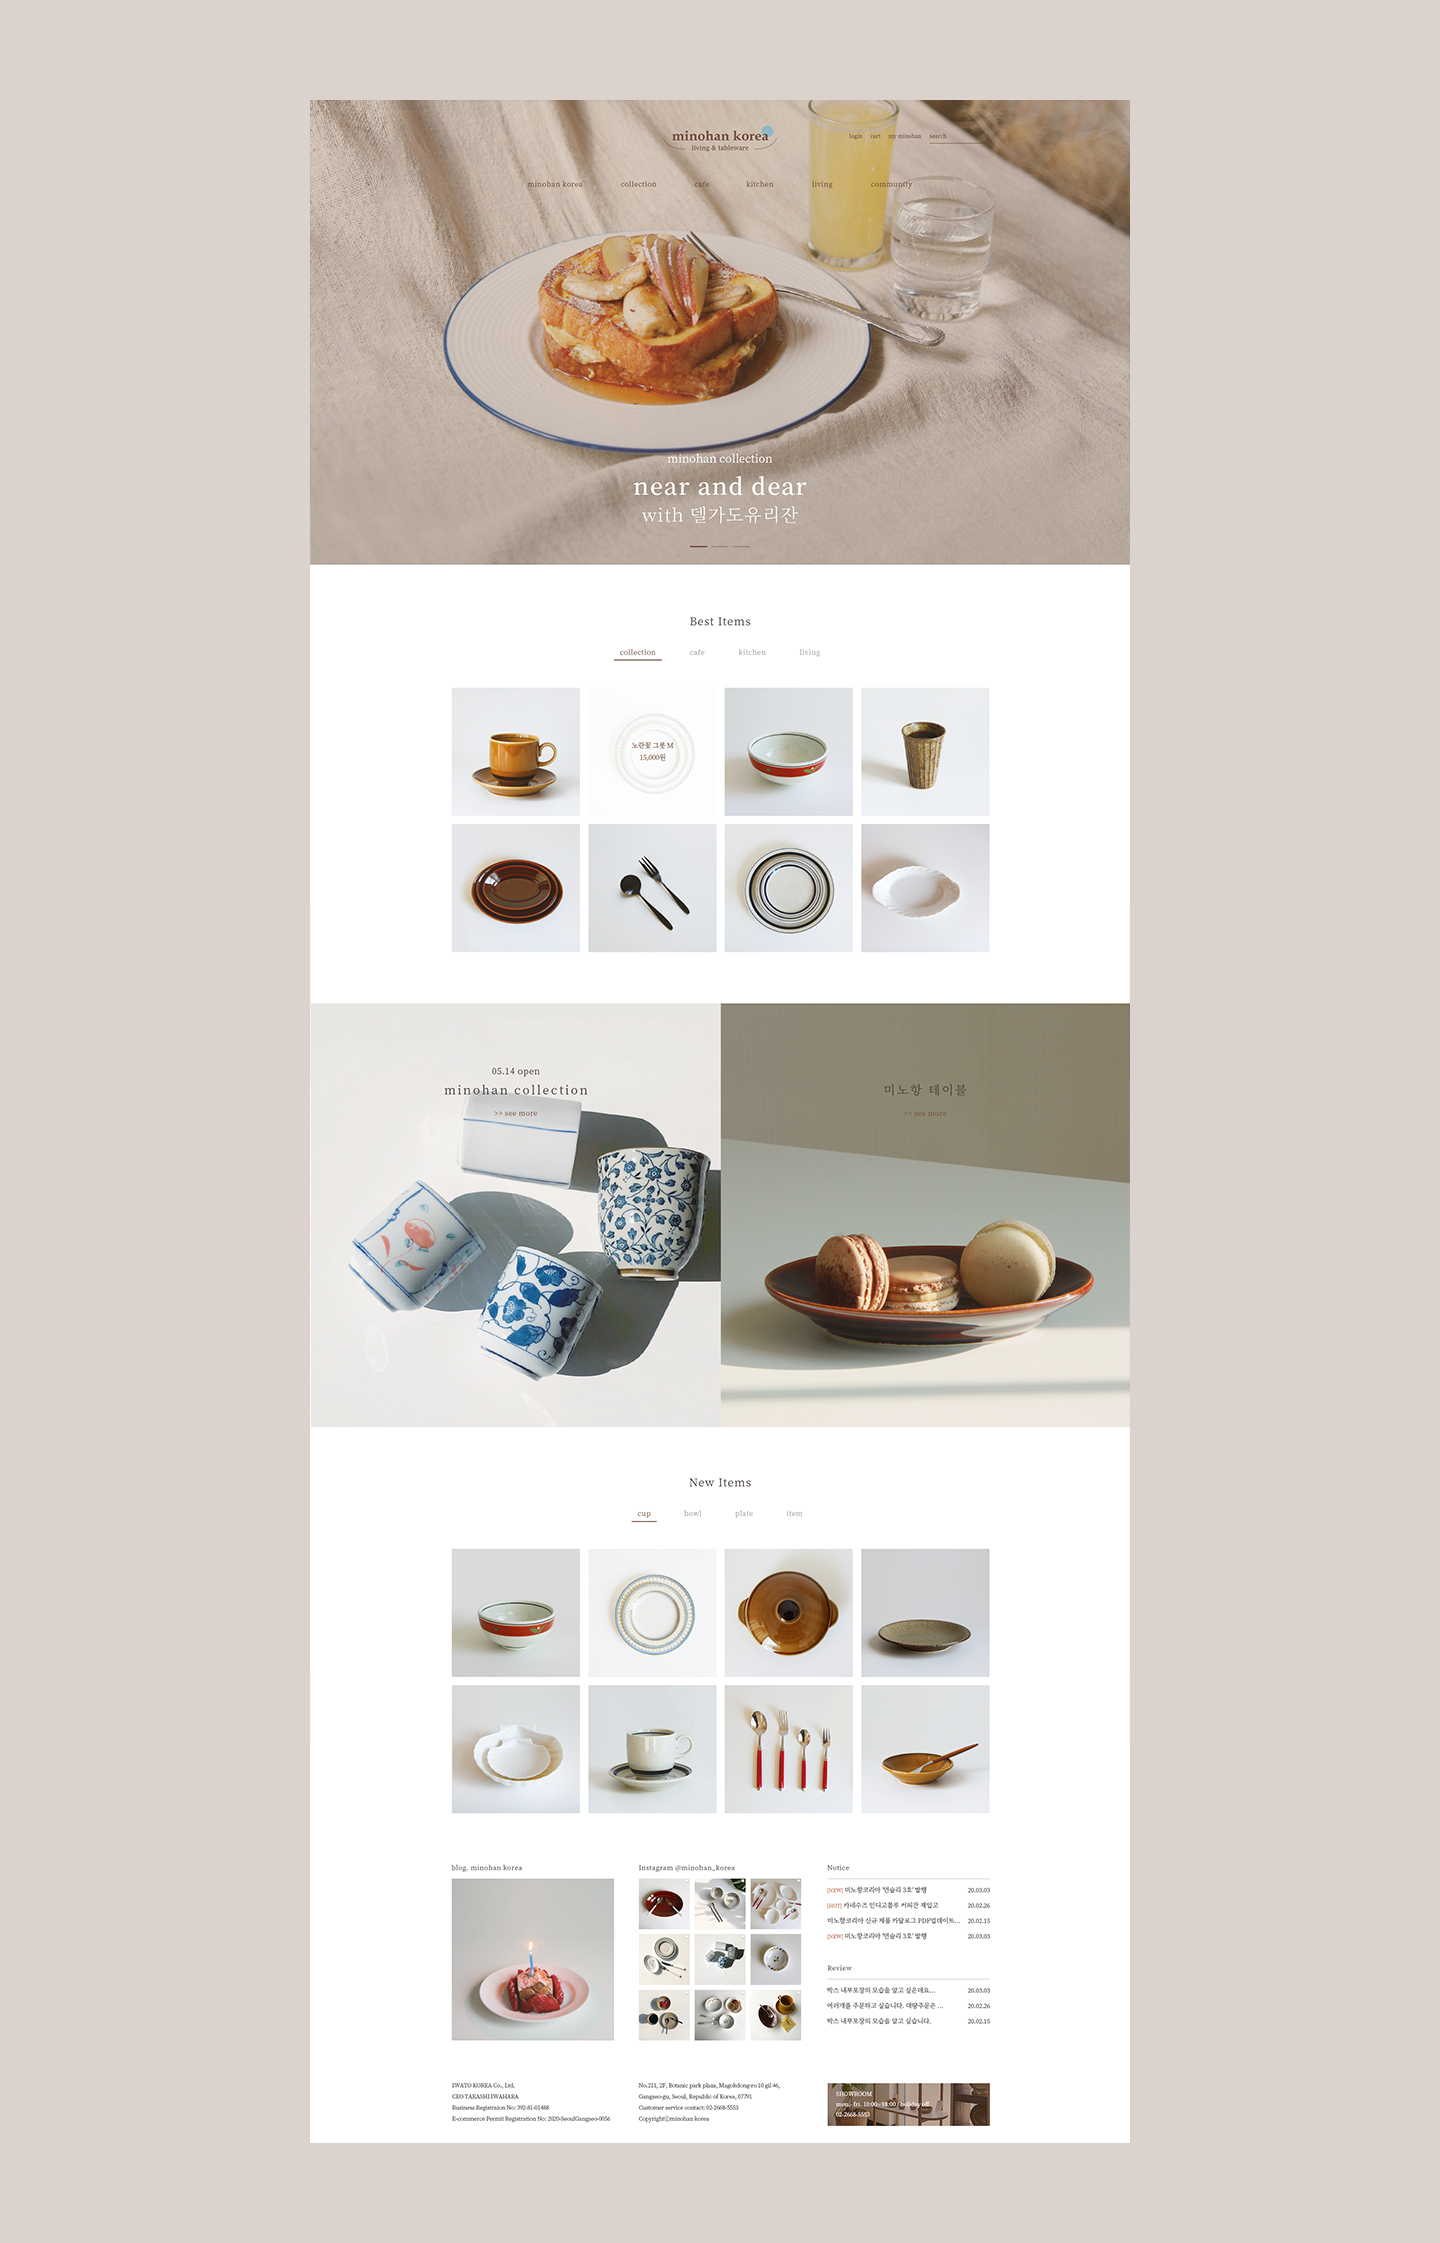 minohan korea
living & tableware
login cart my minohan search
minohan korea collection cafe kitchen living community
minohan collection
near and dear
with 델가도유리잔
Best Items
collection cafe kitchen living
노란꽃 그릇 M
15,000원
05.14 open
minohan collection
>> see more
미노항 테이블
>> see more
New Items
cup bowl plate item
blog. minohan korea
Instagram @minohan_korea
Notice
[NEW] 미노항코리아 '먼슬리 3호' 발행 20.03.03
[HOT] 카네수즈 인디고블루 커피잔 재입고 20.02.26
미노항코리아 신규 제품 카달로그 PDF업데이트... 20.02.15
[NEW] 미노항코리아 '먼슬리 3호' 발행 20.03.03
Review
박스 내부포장의 모습을 알고 싶은데요... 20.03.03
여러개를 주문하고 싶습니다. 대량주문은 ... 20.02.26
박스 내부포장의 모습을 알고 싶습니다. 20.02.15
IWATO KOREA Co., Ltd.
CEO TAKASHI IWAHARA
Business Registraion No: 392-81-01488
E-commerce Permit Registration No: 2020-SeoulGangseo-0056
No.211, 2F, Botanic park plaza, Magokdong-ro 10 gil 46,
Gangseo-gu, Seoul, Republic of Korea, 07791
Customer service contact: 02-2668-5553
Copyrightⓒminohan korea
SHOWROOM
mon - fri. 10:00 - 18:00 / holiday off
02-2668-5553